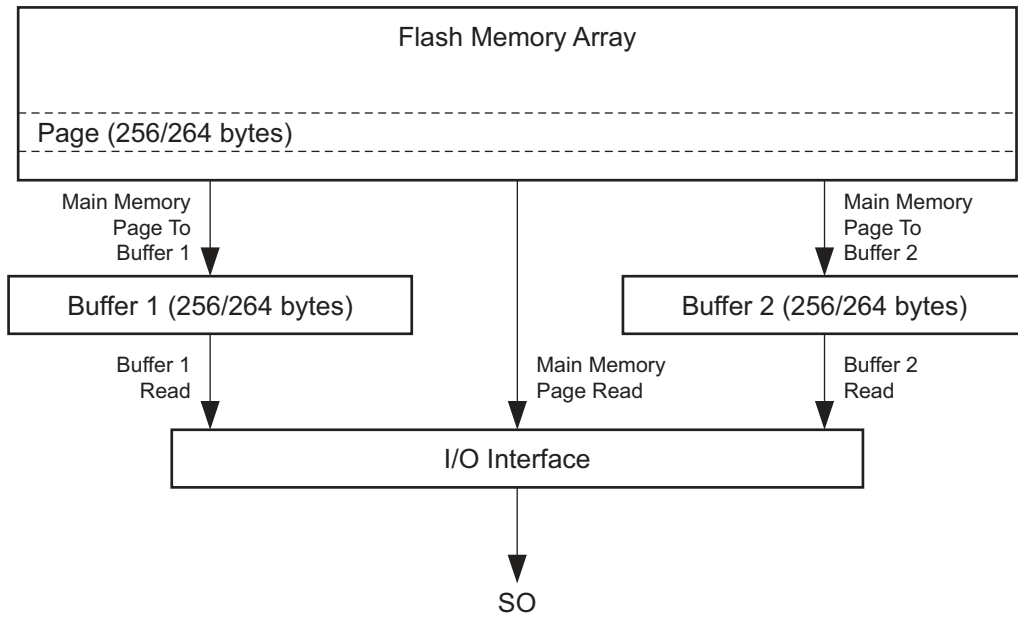 Flash Memory Array
Page (256/264 bytes)
Main Memory
Page To
Buffer 1
Main Memory
Page To
Buffer 2
Buffer 1 (256/264 bytes)
Buffer 2 (256/264 bytes)
Buffer 1
Read
Main Memory
Page Read
Buffer 2
Read
I/O Interface
SO